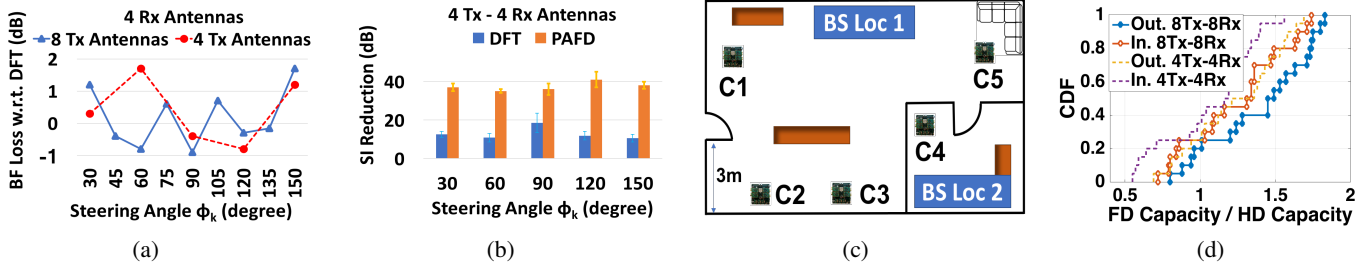 4 Rx Antennas
8 Tx Antennas
4 Tx Antennas
BF Loss w.r.t. DFT (dB)
2
1
0
-1
30
45
60
75
90
105
120
135
150
Steering Angle ϕk (degree)
(a)
4 Tx - 4 Rx Antennas
DFT
PAFD
SI Reduction (dB)
40
20
0
30 60 90 120 150
Steering Angle ϕk (degree)
(b)
BS Loc 1
C1
C5
C4
3m
C2
C3
BS Loc 2
(c)
CDF
1
0.8
0.6
0.4
0.2
0
Out. 8Tx-8Rx
In. 8Tx-8Rx
Out. 4Tx-4Rx
In. 4Tx-4Rx
0.5 1 1.5 2
FD Capacity / HD Capacity
(d)